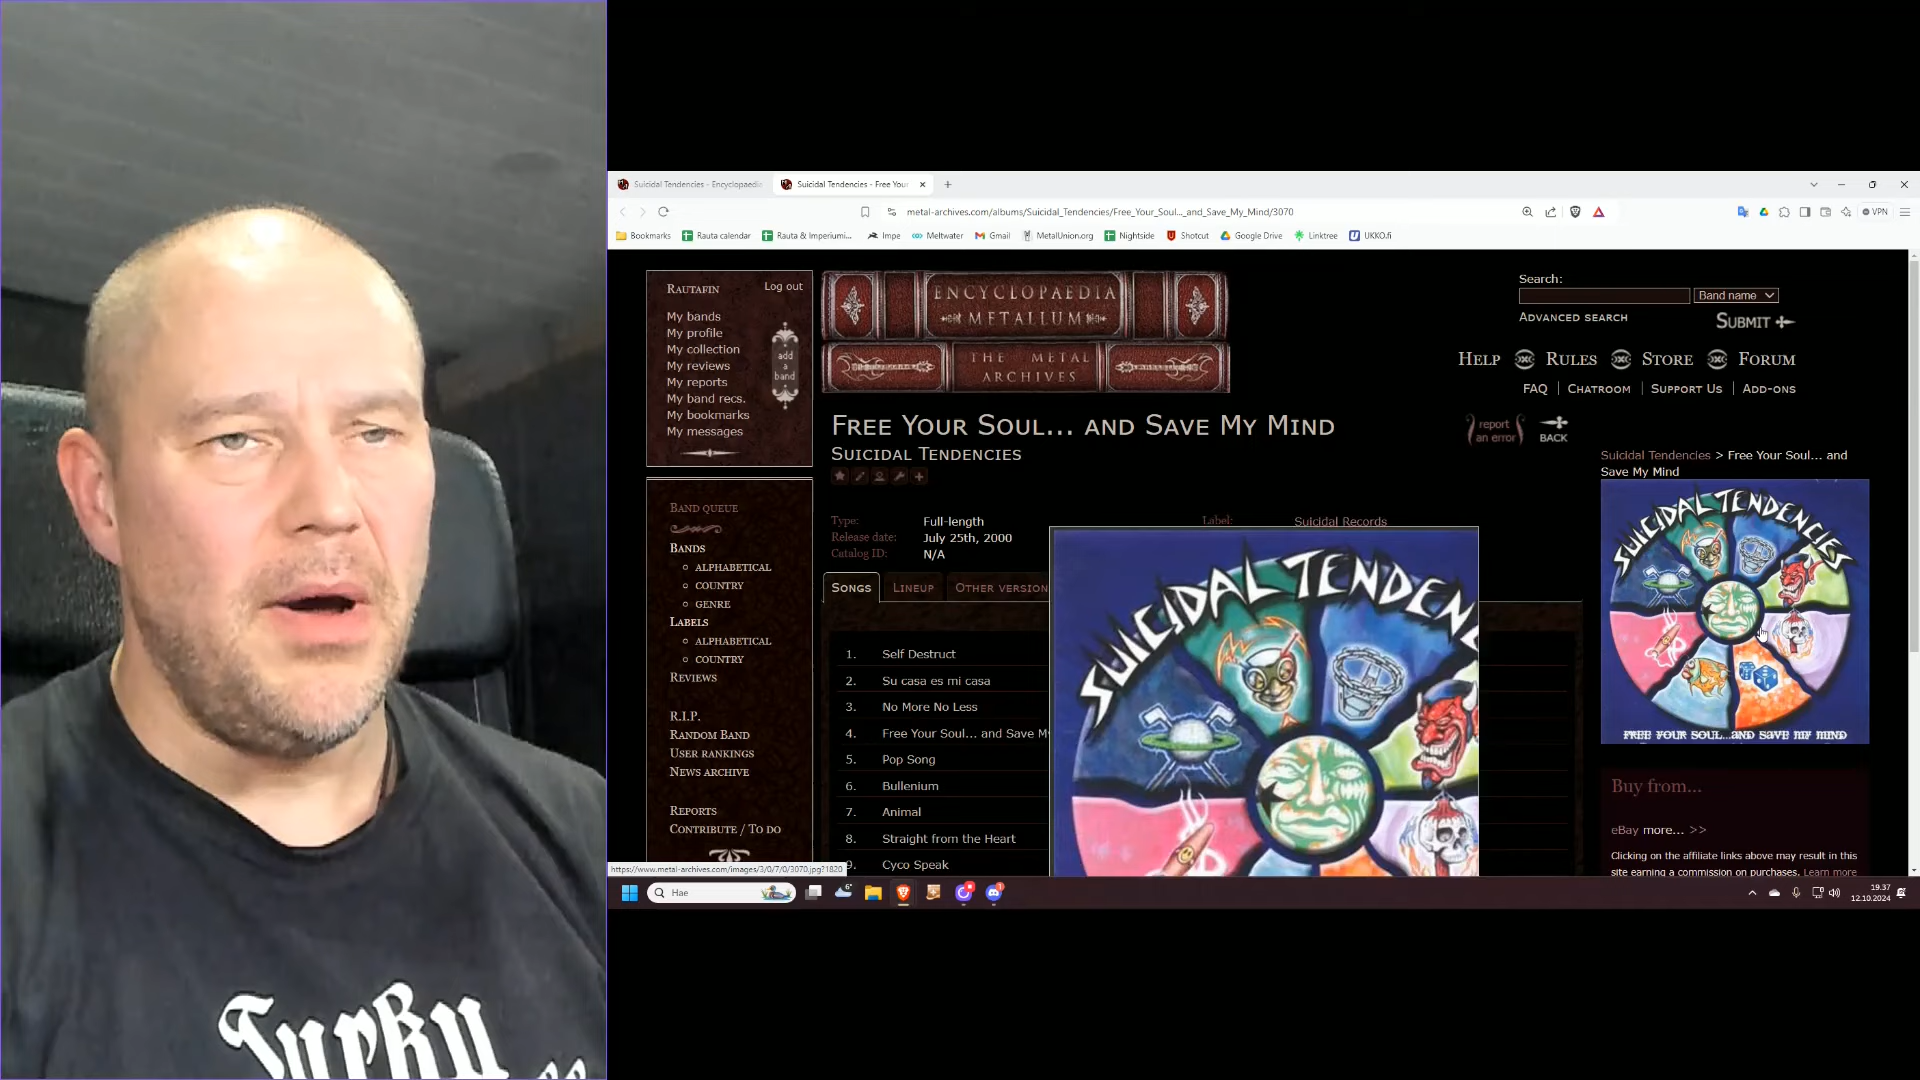 Turku
Suicidal Tendencies - Encyclopaedia
Suicidal Tendencies - Free Your
metal-archives.com/albums/Suicidal_Tendencies/Free_Your_Soul..._and_Save_My_Mind/3070
VPN
Bookmarks
Rauta calendar
Rauta & Imperiumi...
Impe
Meltwater
Gmail
MetalUnion.org
Nightside
Shotcut
Google Drive
Linktree
UKKO.fi
RAUTAFIN
Log out
My bands
My profile
My collection
My reviews
My reports
My band recs.
My bookmarks
My messages
add
a
band
ENCYCLOPAEDIA
METALLUM
THE METAL
ARCHIVES
Search:
Band name
ADVANCED SEARCH
SUBMIT
HELP RULES STORE FORUM
FAQ | CHATROOM | SUPPORT US | ADD-ONS
FREE YOUR SOUL... AND SAVE MY MIND
SUICIDAL TENDENCIES
report
an error
BACK
Suicidal Tendencies > Free Your Soul... and
Save My Mind
BAND QUEUE
BANDS
ALPHABETICAL
COUNTRY
GENRE
LABELS
ALPHABETICAL
COUNTRY
REVIEWS
R.I.P.
RANDOM BAND
USER RANKINGS
NEWS ARCHIVE
REPORTS
CONTRIBUTE / TO DO
Type: Full-length
Release date: July 25th, 2000
Catalog ID: N/A
Label: Suicidal Records
SONGS LINEUP OTHER VERSION
1. Self Destruct
2. Su casa es mi casa
3. No More No Less
4. Free Your Soul... and Save M
5. Pop Song
6. Bullenium
7. Animal
8. Straight from the Heart
9. Cyco Speak
SUICIDAL TENDEN
SUICIDAL TENDENCIES
FREE YOUR SOUL...AND SAVE MY MIND
Buy from...
eBay more... >>
Clicking on the affiliate links above may result in this
site earning a commission on purchases. Learn more
https://www.metal-archives.com/images/3/0/7/0/3070.jpg?1820
Hae
6°
19.37
12.10.2024